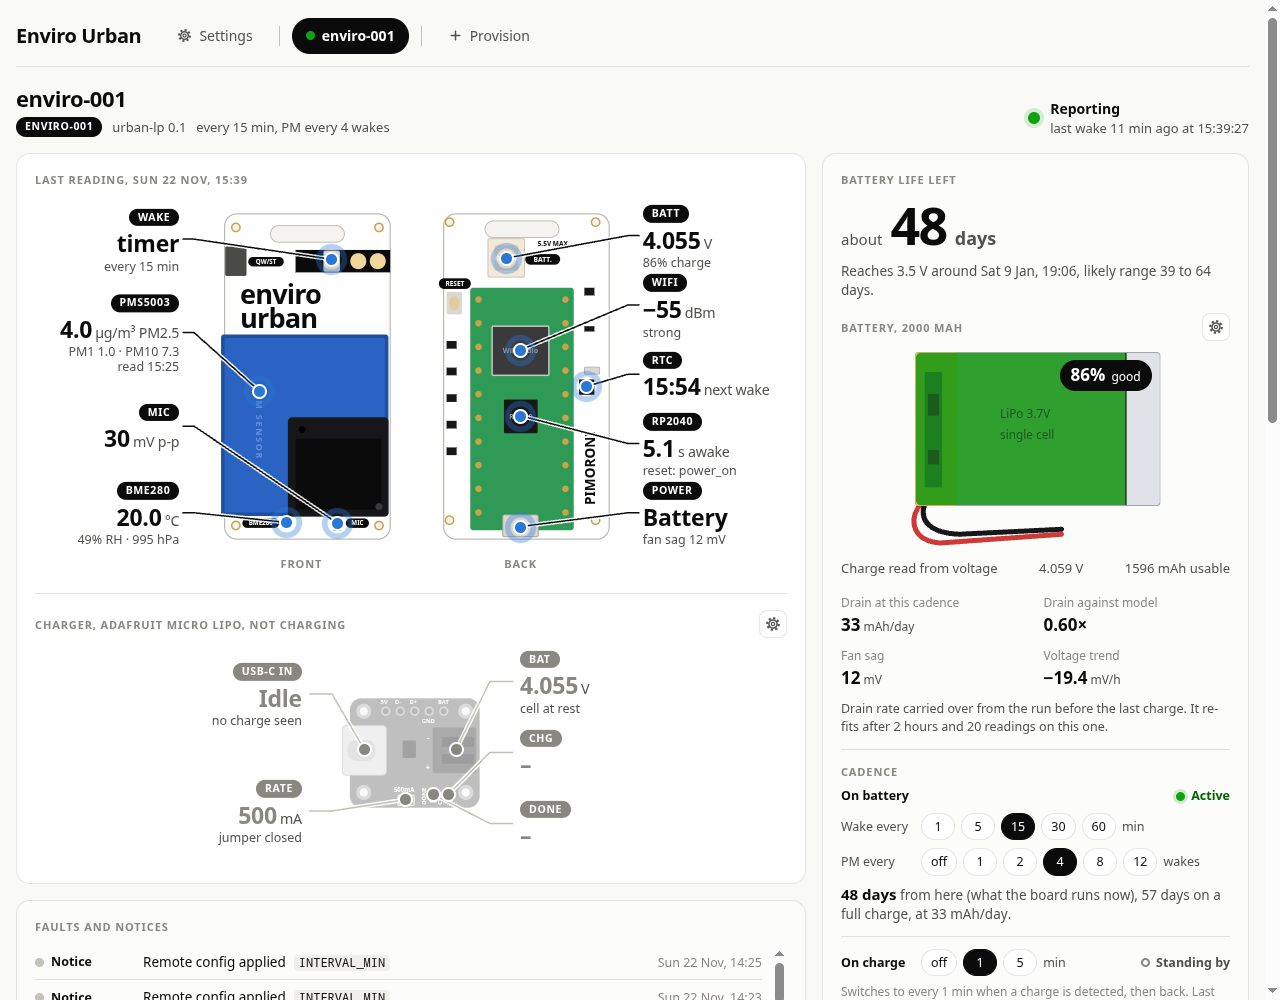 Enviro Urban
Settings
enviro-001
+ Provision
enviro-001
ENVIRO-001 urban-lp 0.1 every 15 min, PM every 4 wakes
Reporting
last wake 11 min ago at 15:39:27
LAST READING, SUN 22 NOV, 15:39
WAKE
timer
every 15 min
PMS5003
4.0 µg/m³ PM2.5
PM1 1.0 · PM10 7.3
read 15:25
MIC
30 mV p-p
BME280
20.0 °C
49% RH · 995 hPa
QW/ST
enviro
urban
SENSOR
BME280
MIC
FRONT
5.5V MAX
BATT.
RESET
PIMORONI
BACK
BATT
4.055 V
86% charge
WIFI
−55 dBm
strong
RTC
15:54 next wake
RP2040
5.1 s awake
reset: power_on
POWER
Battery
fan sag 12 mV
CHARGER, ADAFRUIT MICRO LIPO, NOT CHARGING
USB-C IN
Idle
no charge seen
RATE
500 mA
jumper closed
5V D- D+ BAT
GND
-
+
500mA
BAT
4.055 V
cell at rest
CHG
–
DONE
–
FAULTS AND NOTICES
Notice Remote config applied INTERVAL_MIN Sun 22 Nov, 14:25
Notice Remote config applied INTERVAL_MIN Sun 22 Nov, 14:23
BATTERY LIFE LEFT
about 48 days
Reaches 3.5 V around Sat 9 Jan, 19:06, likely range 39 to 64
days.
BATTERY, 2000 MAH
86% good
LiPo 3.7V
single cell
Charge read from voltage 4.059 V 1596 mAh usable
Drain at this cadence
33 mAh/day
Drain against model
0.60×
Fan sag
12 mV
Voltage trend
−19.4 mV/h
Drain rate carried over from the run before the last charge. It re-
fits after 2 hours and 20 readings on this one.
CADENCE
On battery Active
Wake every 1 5 15 30 60 min
PM every off 1 2 4 8 12 wakes
48 days from here (what the board runs now), 57 days on a
full charge, at 33 mAh/day.
On charge off 1 5 min Standing by
Switches to every 1 min when a charge is detected, then back. Last